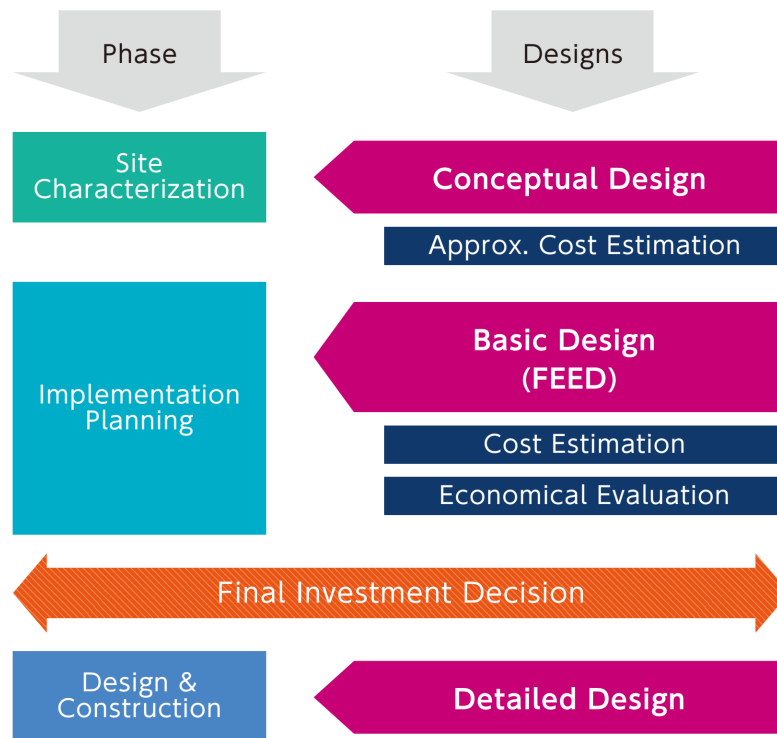 Phase
Designs
Site
Characterization
Conceptual Design
Approx. Cost Estimation
Implementation
Planning
Basic Design
(FEED)
Cost Estimation
Economical Evaluation
Final Investment Decision
Design &
Construction
Detailed Design